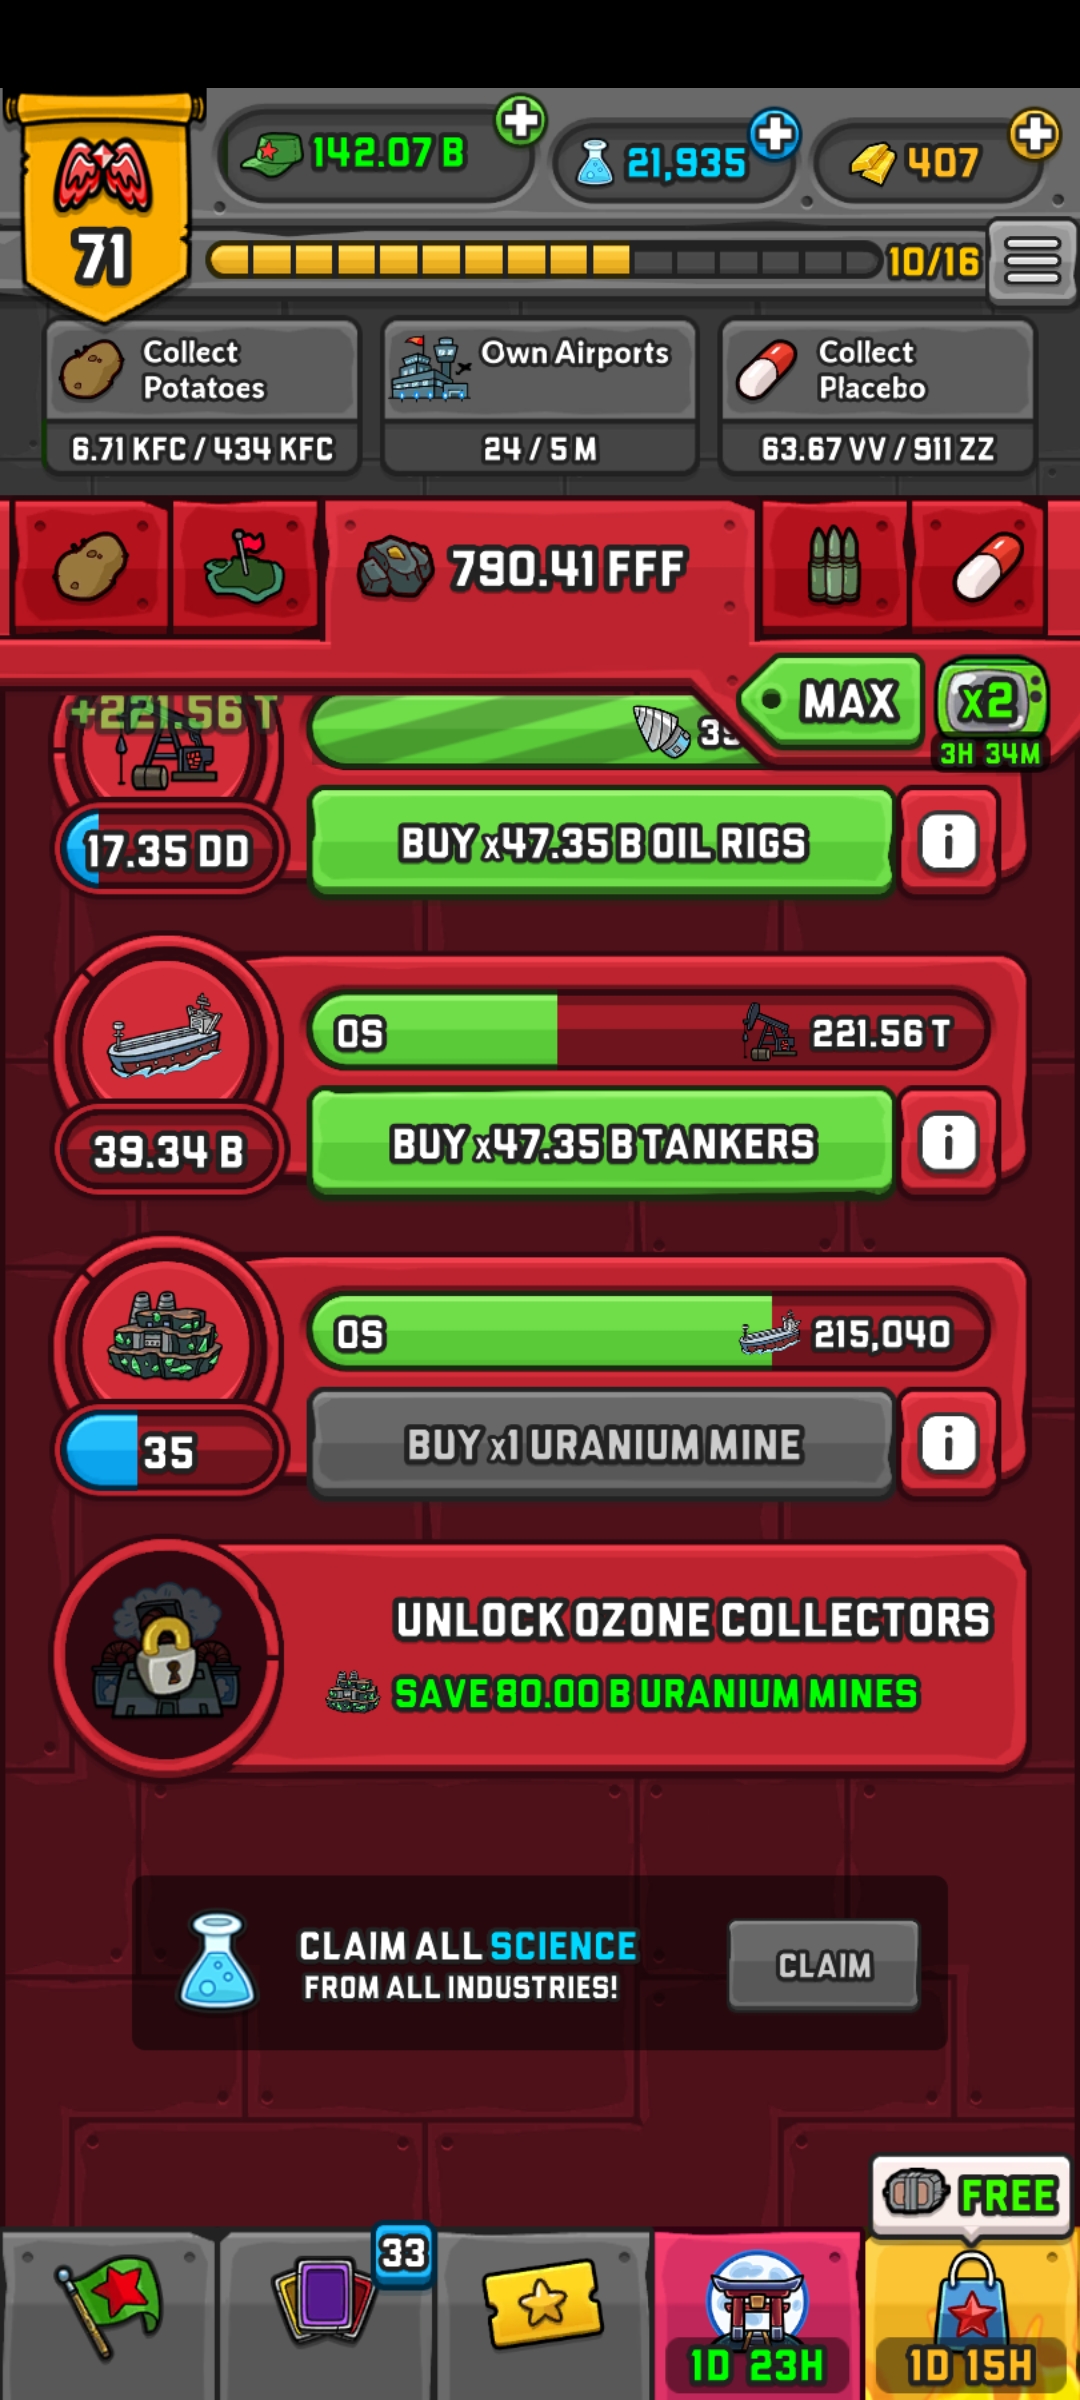 142.07 B
21,935
407
71
10/16
Collect
Potatoes
6.71 KFC / 434 KFC
Own Airports
24 / 5 M
Collect
Placebo
63.67 VV / 911 ZZ
790.41 FFF
MAX
x2
3H 34M
+221.56 T
17.35 DD
BUY x47.35 B OIL RIGS
i
0S
221.56 T
39.34 B
BUY x47.35 B TANKERS
i
0S
215,040
35
BUY x1 URANIUM MINE
i
UNLOCK OZONE COLLECTORS
SAVE 80.00 B URANIUM MINES
CLAIM ALL SCIENCE
FROM ALL INDUSTRIES!
CLAIM
FREE
33
1D 23H
1D 15H